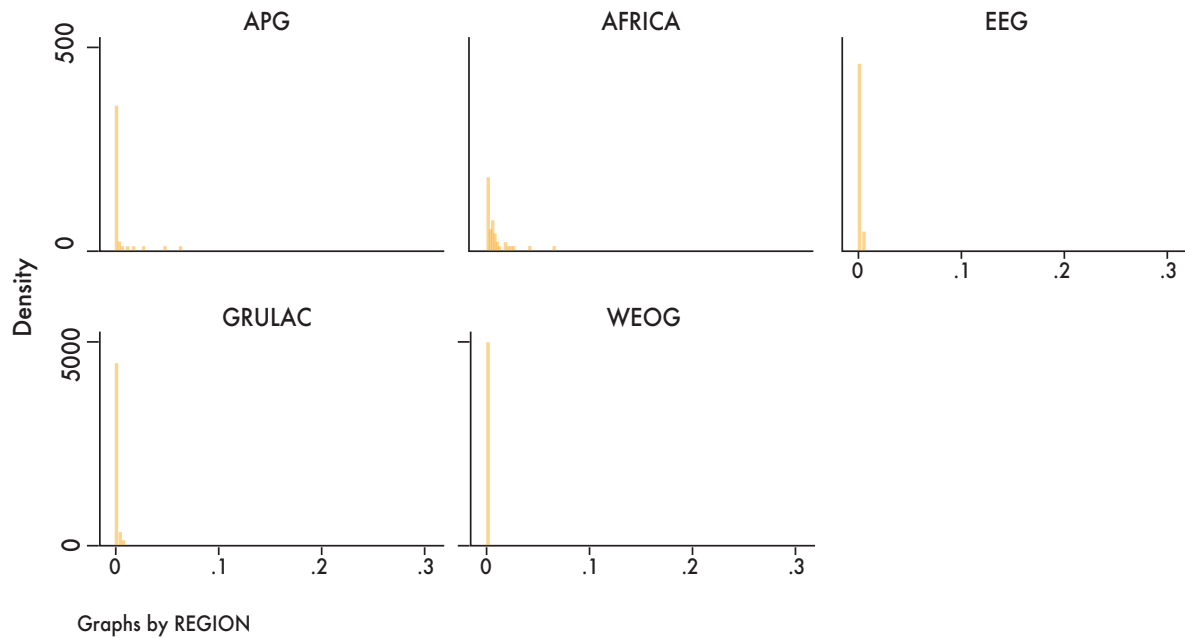 APG
AFRICA
EEG
500
0
0 .1 .2 .3
Density
GRULAC
WEOG
5000
0
0 .1 .2 .3
0 .1 .2 .3
Graphs by REGION